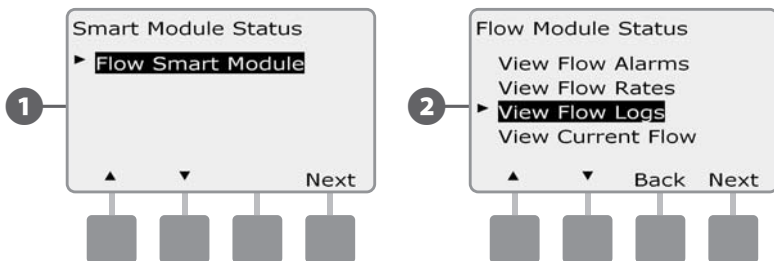 Smart Module Status
► Flow Smart Module
1
▲ ▼ Next
Flow Module Status
View Flow Alarms
View Flow Rates
► View Flow Logs
2
View Current Flow
▲ ▼ Back Next